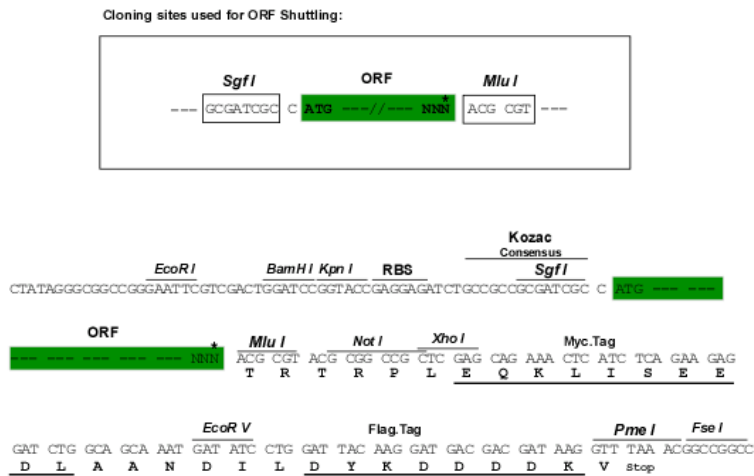 Cloning sites used for ORF Shuttling:
Sgf I ORF Mlu I
--- GCGATCGC C ATG ---//--- NNN* ACG CGT ---
Kozac
Consensus
EcoR I BamH I Kpn I RBS Sgf I
CTATAGGGCGGCCGGGAATTCGTCGACTGGATCCGGTACCGAGGAGATCTGCCGCCGCGATCGC C ATG --- ---
ORF Mlu I Not I Xho I Myc.Tag
--- --- --- --- --- --- NNN* ACG CGT ACG CGG CCG CTC GAG CAG AAA CTC ATC TCA GAA GAG
T R T R P L E Q K L I S E E
EcoR V Flag.Tag Pme I Fse I
GAT CTG GCA GCA AAT GAT ATC CTG GAT TAC AAG GAT GAC GAC GAT AAG GTT TAA ACGGCCGGCC
D L A A N D I L D Y K D D D D K V Stop